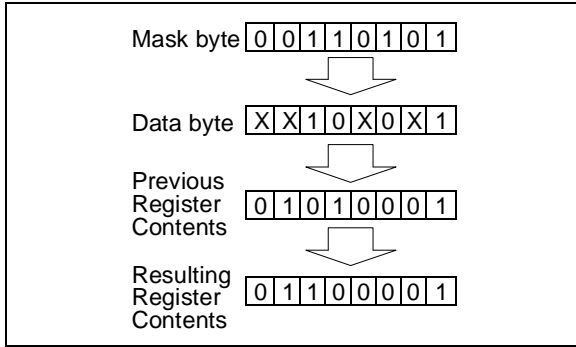 Mask byte 0 0 1 1 0 1 0 1
Data byte X X 1 0 X 0 X 1
Previous
Register 0 1 0 1 0 0 0 1
Contents
Resulting
Register 0 1 1 0 0 0 0 1
Contents